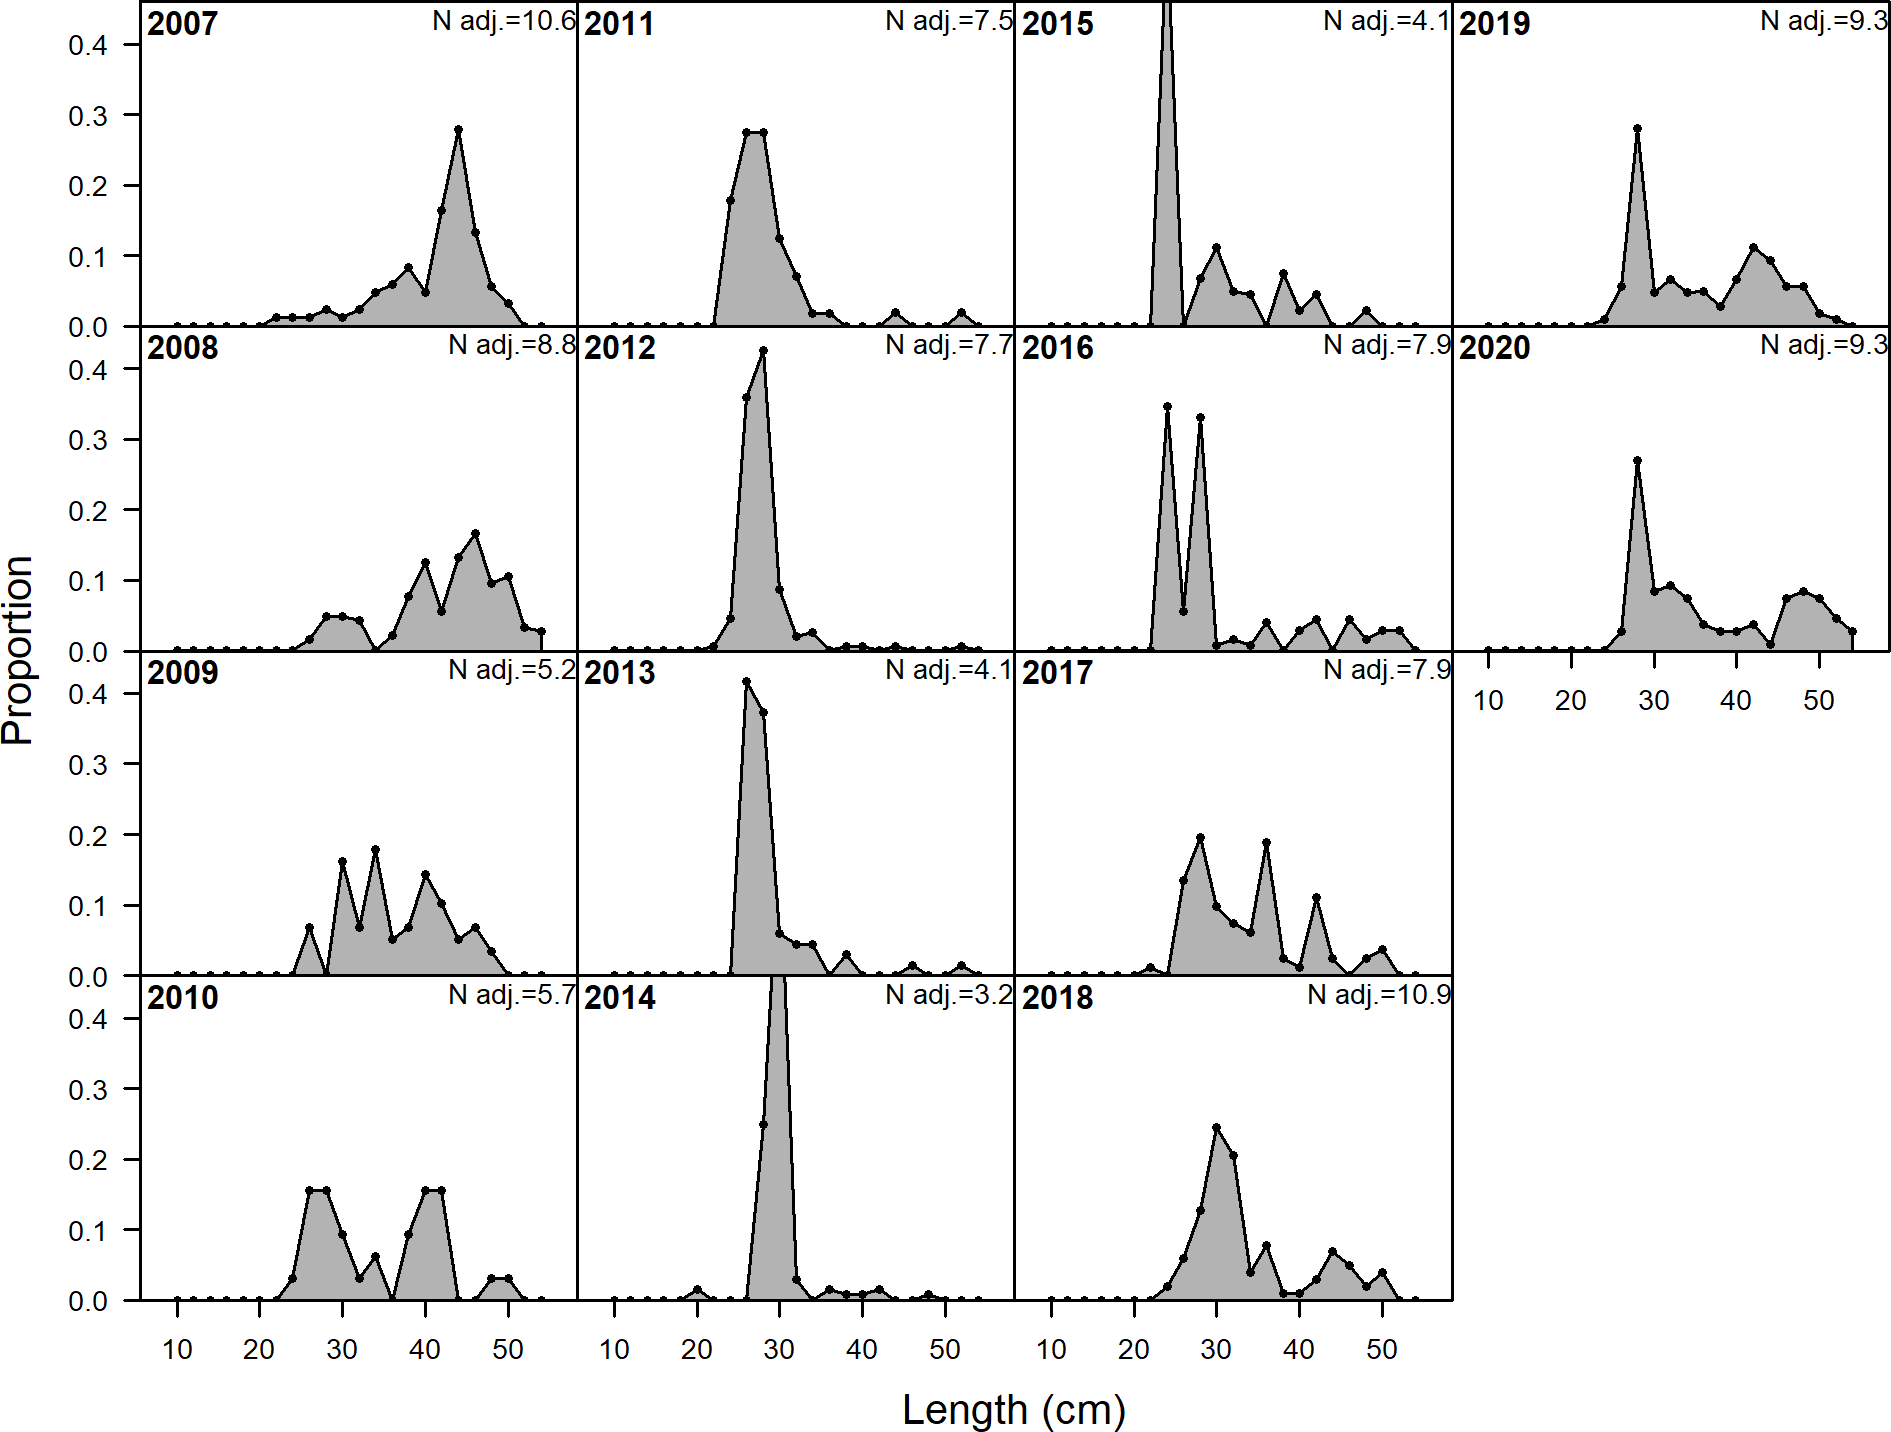 2007 N adj.=10.6 2011 N adj.=7.5 2015 N adj.=4.1 2019 N adj.=9.3
0.4
0.3
0.2
0.1
0.0
2008 N adj.=8.8 2012 N adj.=7.7 2016 N adj.=7.9 2020 N adj.=9.3
0.4
0.3
0.2
0.1
0.0
2009 N adj.=5.2 2013 N adj.=4.1 2017 N adj.=7.9
0.4
10 20 30 40 50
0.3
0.2
0.1
0.0
2010 N adj.=5.7 2014 N adj.=3.2 2018 N adj.=10.9
0.4
0.3
0.2
0.1
0.0
10 20 30 40 50 10 20 30 40 50 10 20 30 40 50
Length (cm)
Proportion